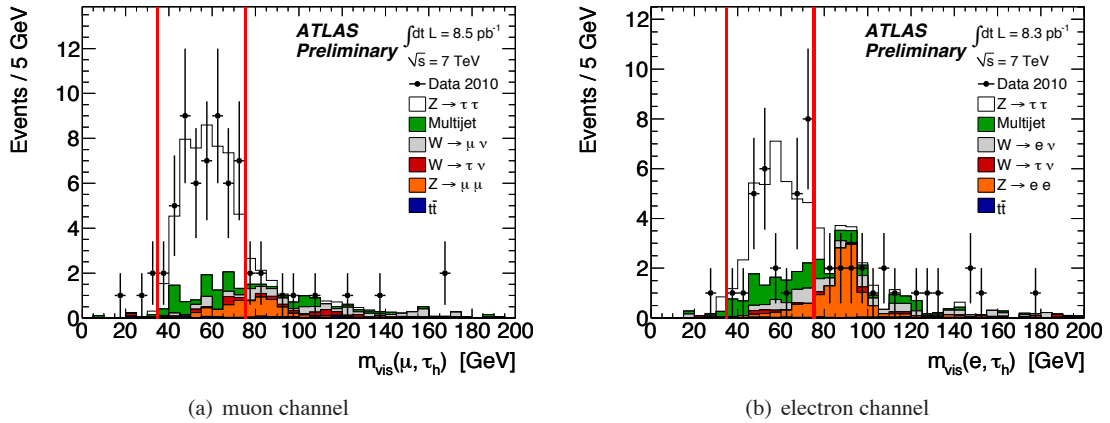 Events / 5 GeV
12
10
8
6
4
2
0
0 20 40 60 80 100 120 140 160 180 200
m_vis(μ, τ_h) [GeV]
ATLAS
Preliminary
∫dt L = 8.5 pb⁻¹
√s = 7 TeV
Data 2010
Z → τ τ
Multijet
W → μ ν
W → τ ν
Z → μ μ
tt̄
(a) muon channel
Events / 5 GeV
12
10
8
6
4
2
0
0 20 40 60 80 100 120 140 160 180 200
m_vis(e, τ_h) [GeV]
ATLAS
Preliminary
∫dt L = 8.3 pb⁻¹
√s = 7 TeV
Data 2010
Z → τ τ
Multijet
W → e ν
W → τ ν
Z → e e
tt̄
(b) electron channel